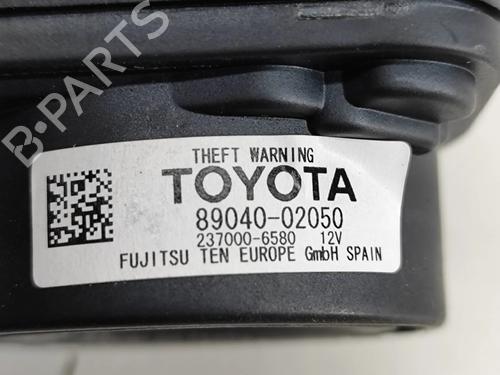 B-PARTS
THEFT WARNING
TOYOTA
89040-02050
237000-6580 12V
FUJITSU TEN EUROPE GmbH SPAIN